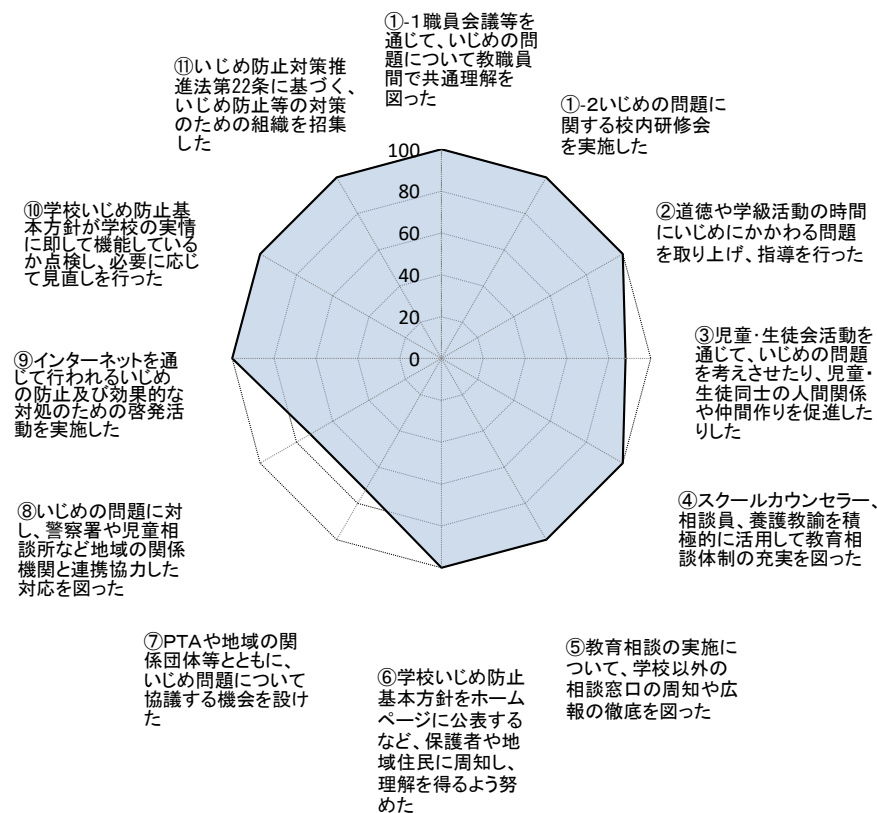 ①-1職員会議等を
通じて、いじめの問
題について教職員
間で共通理解を
図った
①-2いじめの問題に
関する校内研修会
を実施した
②道徳や学級活動の時間
にいじめにかかわる問題
を取り上げ、指導を行った
③児童・生徒会活動を
通じて、いじめの問題
を考えさせたり、児童・
生徒同士の人間関係
や仲間作りを促進した
りした
④スクールカウンセラー、
相談員、養護教諭を積
極的に活用して教育相
談体制の充実を図った
⑤教育相談の実施に
ついて、学校以外の
相談窓口の周知や広
報の徹底を図った
⑥学校いじめ防止
基本方針をホーム
ページに公表する
など、保護者や地
域住民に周知し、
理解を得るよう努
めた
⑦PTAや地域の関
係団体等とともに、
いじめ問題について
協議する機会を設け
た
⑧いじめの問題に対
し、警察署や児童相
談所など地域の関係
機関と連携協力した
対応を図った
⑨インターネットを通
じて行われるいじめ
の防止及び効果的な
対処のための啓発活
動を実施した
⑩学校いじめ防止基
本方針が学校の実情
に即して機能している
か点検し、必要に応じ
て見直しを行った
⑪いじめ防止対策推
進法第22条に基づく、
いじめ防止等の対策
のための組織を招集
した
100
80
60
40
20
0